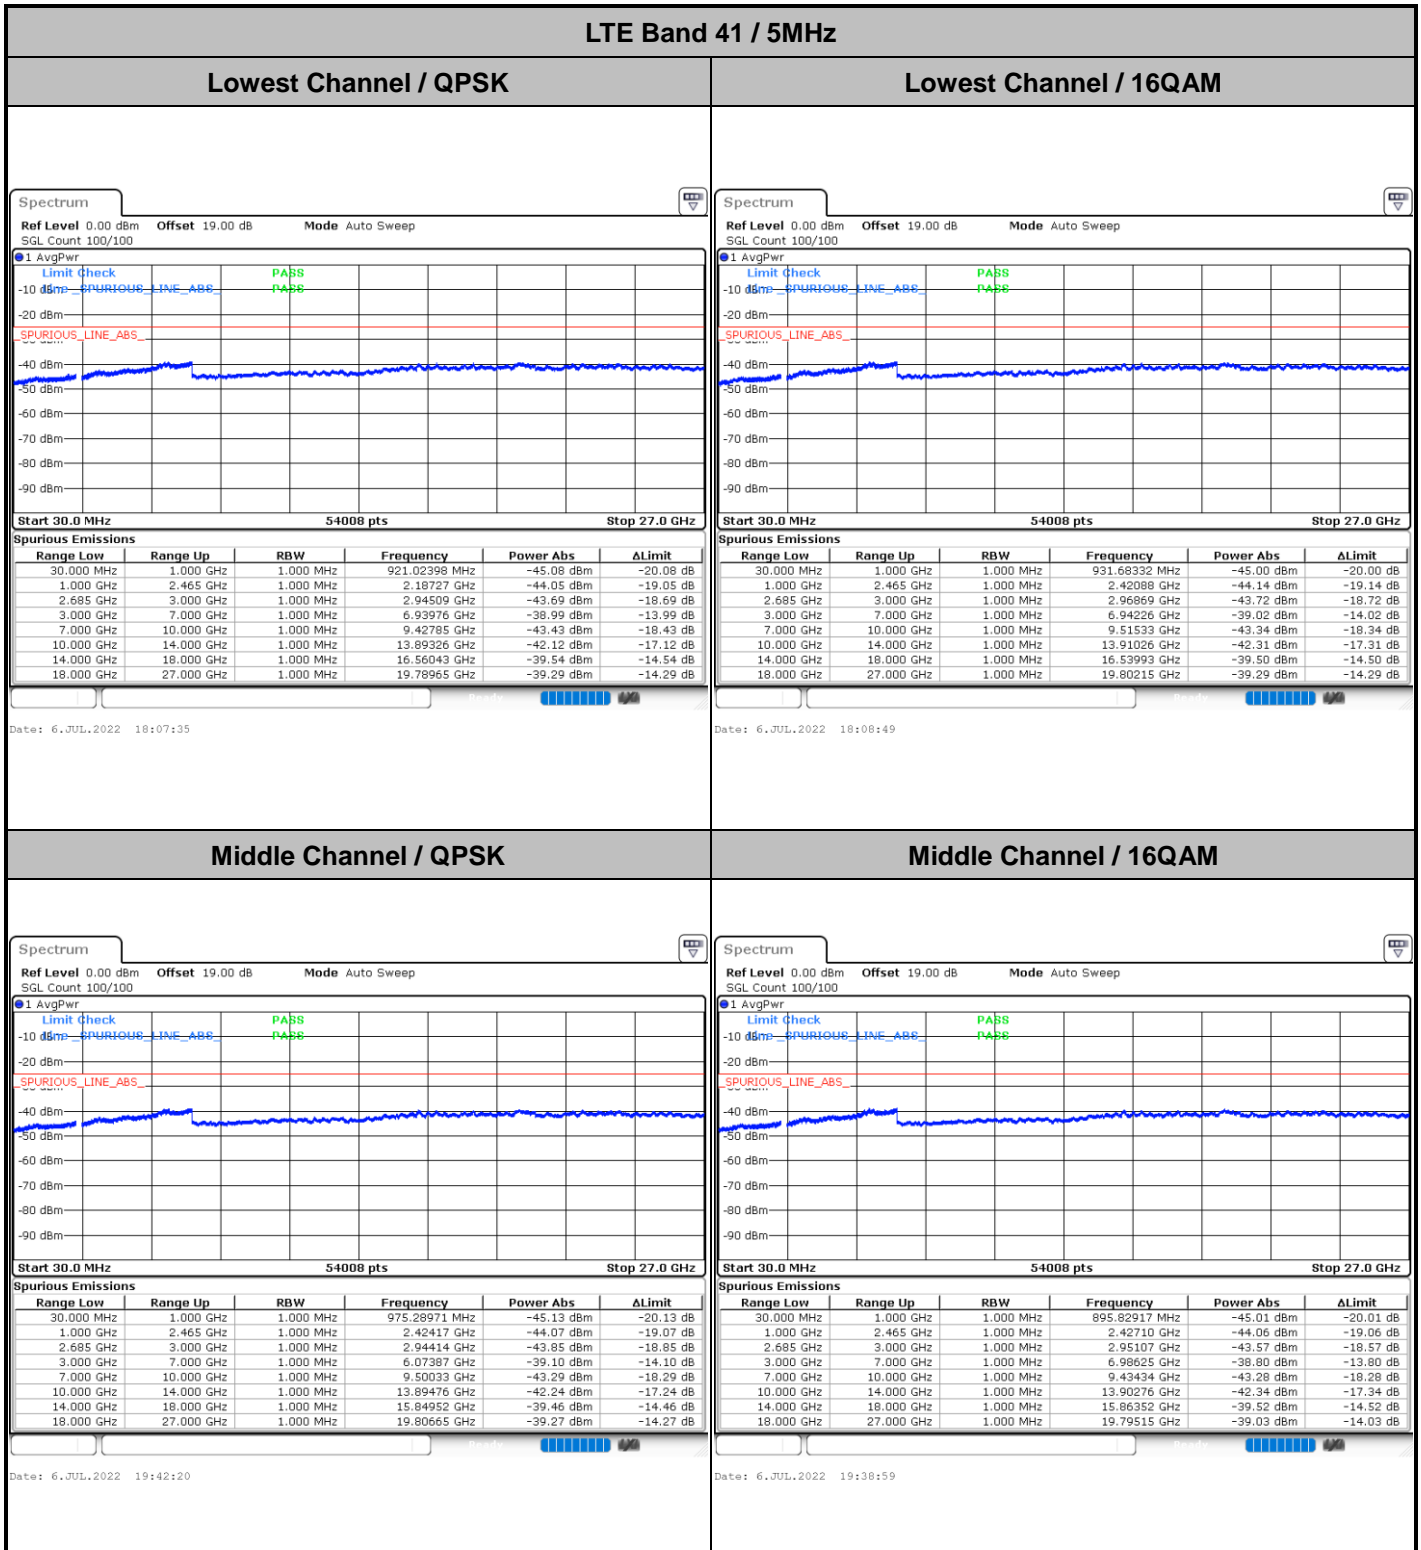 LTE Band 41 / 5MHz
Lowest Channel / QPSK
Lowest Channel / 16QAM
Spectrum
Ref Level 0.00 dBm Offset 19.00 dB Mode Auto Sweep
SGL Count 100/100
1 AvgPwr
Limit Check PASS
-10 dBm Line _SPURIOUS_LINE_ABS_ PASS
-20 dBm
_SPURIOUS_LINE_ABS_
-40 dBm
-50 dBm
-60 dBm
-70 dBm
-80 dBm
-90 dBm
Start 30.0 MHz 54008 pts Stop 27.0 GHz
Spurious Emissions
Range Low Range Up RBW Frequency Power Abs ΔLimit
30.000 MHz 1.000 GHz 1.000 MHz 921.02398 MHz -45.08 dBm -20.08 dB
1.000 GHz 2.465 GHz 1.000 MHz 2.18727 GHz -44.05 dBm -19.05 dB
2.685 GHz 3.000 GHz 1.000 MHz 2.94509 GHz -43.69 dBm -18.69 dB
3.000 GHz 7.000 GHz 1.000 MHz 6.93976 GHz -38.99 dBm -13.99 dB
7.000 GHz 10.000 GHz 1.000 MHz 9.42785 GHz -43.43 dBm -18.43 dB
10.000 GHz 14.000 GHz 1.000 MHz 13.89326 GHz -42.12 dBm -17.12 dB
14.000 GHz 18.000 GHz 1.000 MHz 16.56043 GHz -39.54 dBm -14.54 dB
18.000 GHz 27.000 GHz 1.000 MHz 19.78965 GHz -39.29 dBm -14.29 dB
Date: 6.JUL.2022 18:07:35
Spectrum
Ref Level 0.00 dBm Offset 19.00 dB Mode Auto Sweep
SGL Count 100/100
1 AvgPwr
Limit Check PASS
-10 dBm Line _SPURIOUS_LINE_ABS_ PASS
-20 dBm
_SPURIOUS_LINE_ABS_
-40 dBm
-50 dBm
-60 dBm
-70 dBm
-80 dBm
-90 dBm
Start 30.0 MHz 54008 pts Stop 27.0 GHz
Spurious Emissions
Range Low Range Up RBW Frequency Power Abs ΔLimit
30.000 MHz 1.000 GHz 1.000 MHz 931.68332 MHz -45.00 dBm -20.00 dB
1.000 GHz 2.465 GHz 1.000 MHz 2.42088 GHz -44.14 dBm -19.14 dB
2.685 GHz 3.000 GHz 1.000 MHz 2.96869 GHz -43.72 dBm -18.72 dB
3.000 GHz 7.000 GHz 1.000 MHz 6.94226 GHz -39.02 dBm -14.02 dB
7.000 GHz 10.000 GHz 1.000 MHz 9.51533 GHz -43.34 dBm -18.34 dB
10.000 GHz 14.000 GHz 1.000 MHz 13.91026 GHz -42.31 dBm -17.31 dB
14.000 GHz 18.000 GHz 1.000 MHz 16.53993 GHz -39.50 dBm -14.50 dB
18.000 GHz 27.000 GHz 1.000 MHz 19.80215 GHz -39.29 dBm -14.29 dB
Date: 6.JUL.2022 18:08:49
Middle Channel / QPSK
Middle Channel / 16QAM
Spectrum
Ref Level 0.00 dBm Offset 19.00 dB Mode Auto Sweep
SGL Count 100/100
1 AvgPwr
Limit Check PASS
-10 dBm Line _SPURIOUS_LINE_ABS_ PASS
-20 dBm
_SPURIOUS_LINE_ABS_
-40 dBm
-50 dBm
-60 dBm
-70 dBm
-80 dBm
-90 dBm
Start 30.0 MHz 54008 pts Stop 27.0 GHz
Spurious Emissions
Range Low Range Up RBW Frequency Power Abs ΔLimit
30.000 MHz 1.000 GHz 1.000 MHz 975.28971 MHz -45.13 dBm -20.13 dB
1.000 GHz 2.465 GHz 1.000 MHz 2.42417 GHz -44.07 dBm -19.07 dB
2.685 GHz 3.000 GHz 1.000 MHz 2.94414 GHz -43.85 dBm -18.85 dB
3.000 GHz 7.000 GHz 1.000 MHz 6.07387 GHz -39.10 dBm -14.10 dB
7.000 GHz 10.000 GHz 1.000 MHz 9.50033 GHz -43.29 dBm -18.29 dB
10.000 GHz 14.000 GHz 1.000 MHz 13.89476 GHz -42.24 dBm -17.24 dB
14.000 GHz 18.000 GHz 1.000 MHz 15.84952 GHz -39.46 dBm -14.46 dB
18.000 GHz 27.000 GHz 1.000 MHz 19.80665 GHz -39.27 dBm -14.27 dB
Date: 6.JUL.2022 19:42:20
Spectrum
Ref Level 0.00 dBm Offset 19.00 dB Mode Auto Sweep
SGL Count 100/100
1 AvgPwr
Limit Check PASS
-10 dBm Line _SPURIOUS_LINE_ABS_ PASS
-20 dBm
_SPURIOUS_LINE_ABS_
-40 dBm
-50 dBm
-60 dBm
-70 dBm
-80 dBm
-90 dBm
Start 30.0 MHz 54008 pts Stop 27.0 GHz
Spurious Emissions
Range Low Range Up RBW Frequency Power Abs ΔLimit
30.000 MHz 1.000 GHz 1.000 MHz 895.82917 MHz -45.01 dBm -20.01 dB
1.000 GHz 2.465 GHz 1.000 MHz 2.42710 GHz -44.06 dBm -19.06 dB
2.685 GHz 3.000 GHz 1.000 MHz 2.95107 GHz -43.57 dBm -18.57 dB
3.000 GHz 7.000 GHz 1.000 MHz 6.98625 GHz -38.80 dBm -13.80 dB
7.000 GHz 10.000 GHz 1.000 MHz 9.43434 GHz -43.28 dBm -18.28 dB
10.000 GHz 14.000 GHz 1.000 MHz 13.90276 GHz -42.34 dBm -17.34 dB
14.000 GHz 18.000 GHz 1.000 MHz 15.86352 GHz -39.52 dBm -14.52 dB
18.000 GHz 27.000 GHz 1.000 MHz 19.79515 GHz -39.03 dBm -14.03 dB
Date: 6.JUL.2022 19:38:59